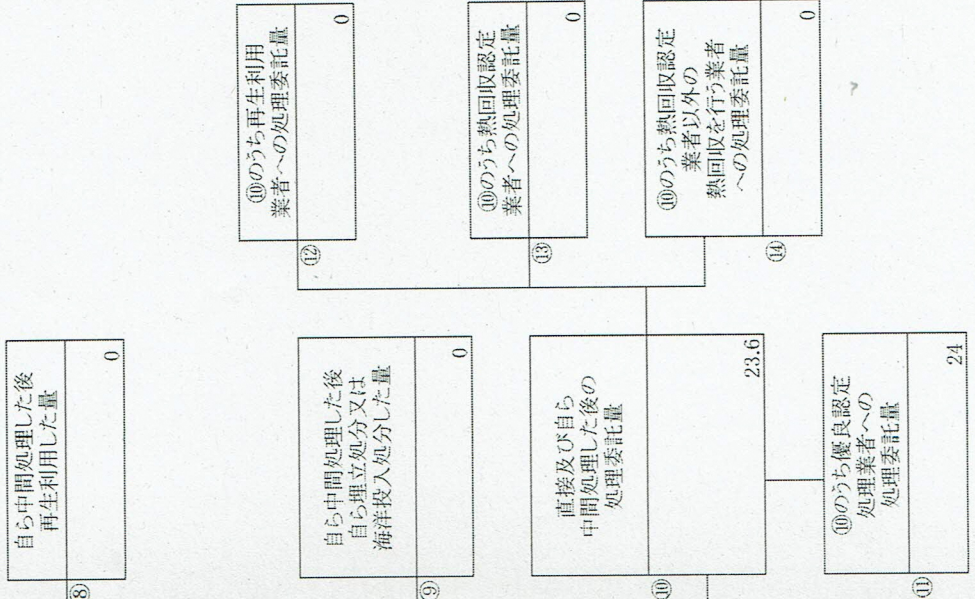 ⑧
自ら中間処理した後
再生利用した量
0
⑨
自ら中間処理した後
自ら埋立処分又は
海洋投入処分した量
0
⑩
直接及び自ら
中間処理した後の
処理委託量
23.6
⑪
⑩のうち優良認定
処理業者への
処理委託量
24
⑫
⑩のうち再生利用
業者への処理委託量
0
⑬
⑩のうち熱回収認定
業者への処理委託量
0
⑭
⑩のうち熱回収認定
業者以外の
熱回収を行う業者
への処理委託量
0